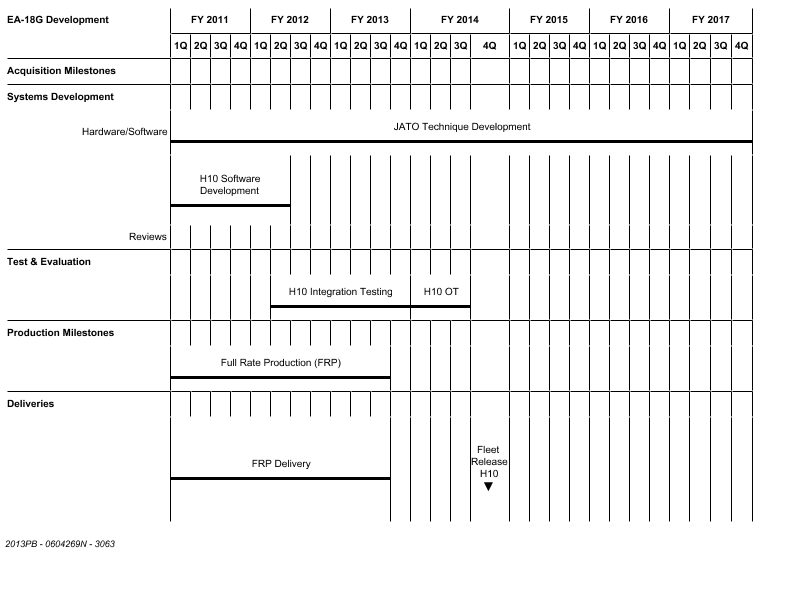 EA-18G Development FY 2011 FY 2012 FY 2013 FY 2014 FY 2015 FY 2016 FY 2017
1Q 2Q 3Q 4Q 1Q 2Q 3Q 4Q 1Q 2Q 3Q 4Q 1Q 2Q 3Q 4Q 1Q 2Q 3Q 4Q 1Q 2Q 3Q 4Q 1Q 2Q 3Q 4Q
Acquisition Milestones
Systems Development
Hardware/Software JATO Technique Development
H10 Software
Development
Reviews
Test & Evaluation
H10 Integration Testing H10 OT
Production Milestones
Full Rate Production (FRP)
Deliveries
FRP Delivery
Fleet
Release
H10
2013PB - 0604269N - 3063